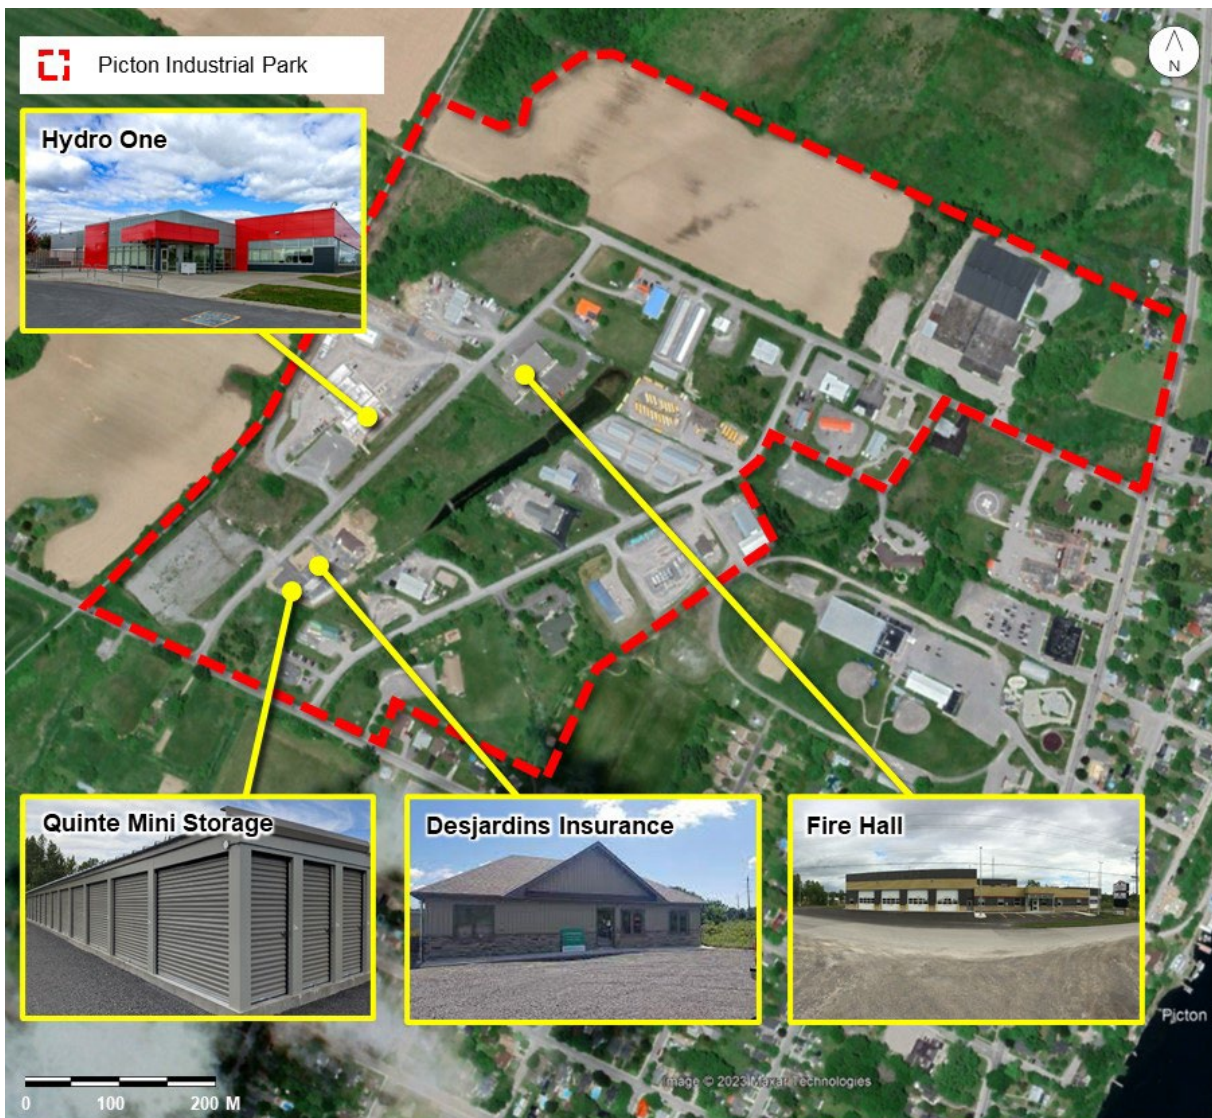 Picton Industrial Park
N
Hydro One
Quinte Mini Storage
Desjardins Insurance
Fire Hall
Picton
Image © 2023 Maxar Technologies
0 100 200 M